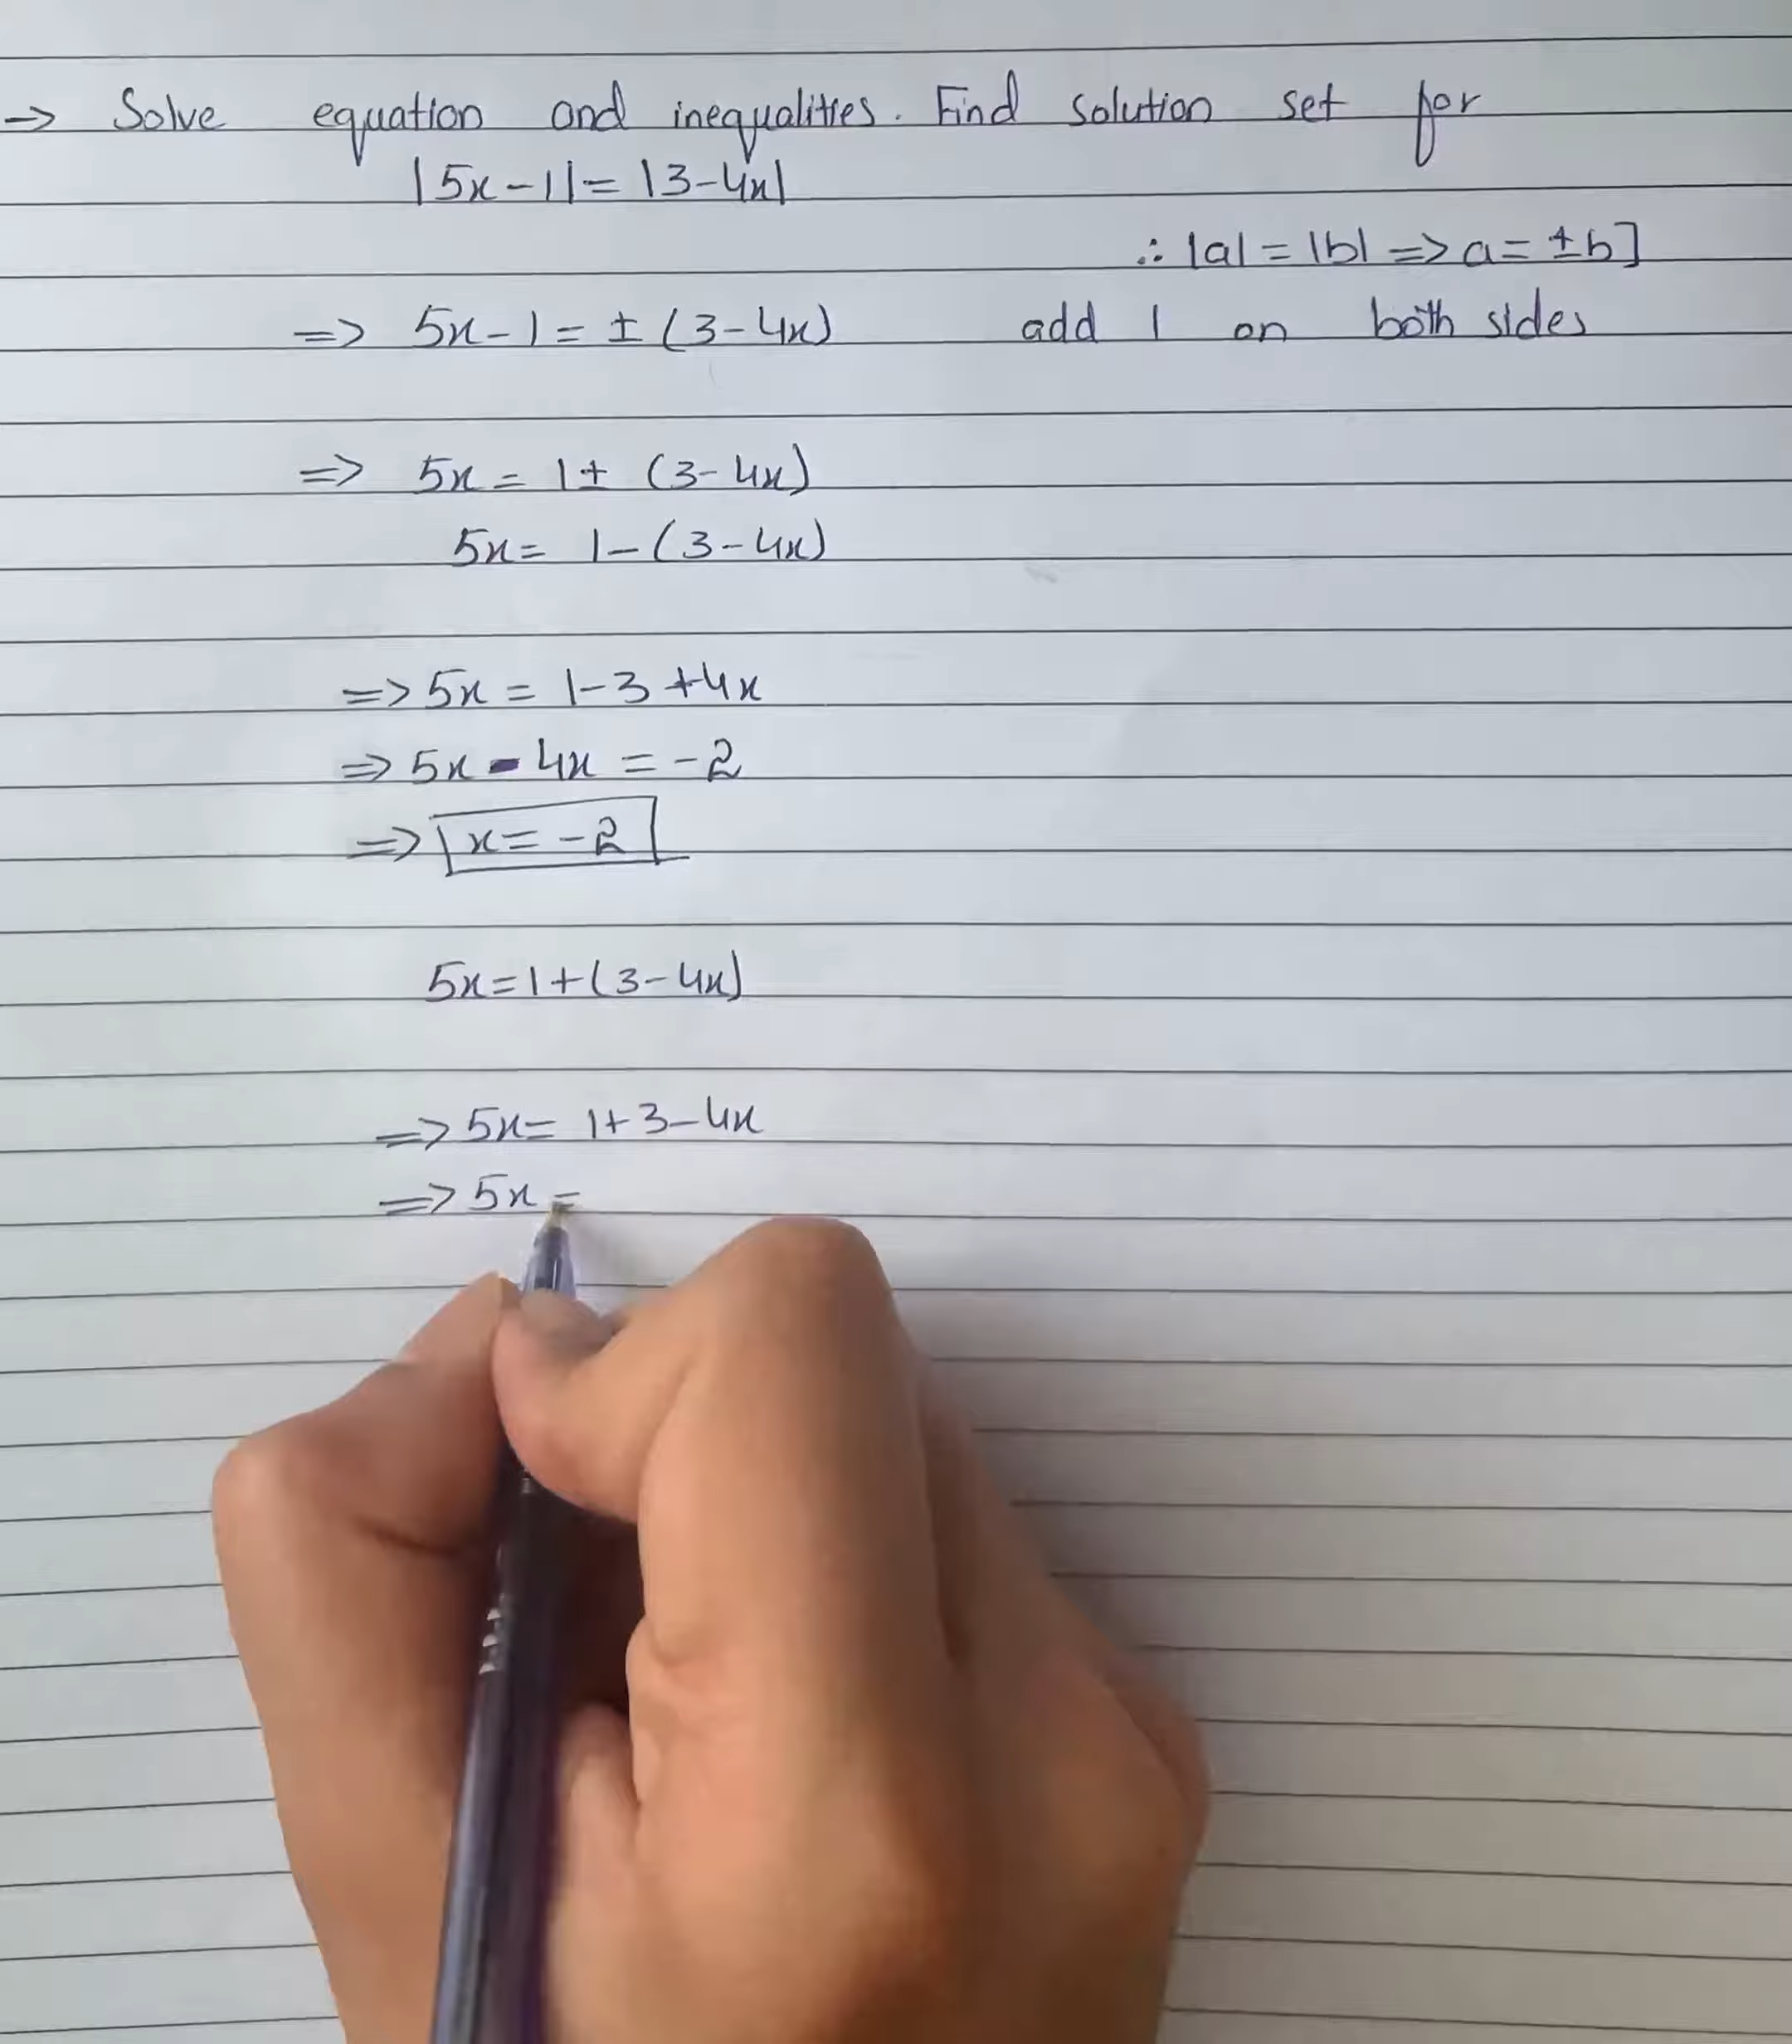 → Solve equation and inequalities. Find solution set for
|5x-1|=|3-4x|
∴ |a|=|b| => a= ±b]
=> 5x-1= ± (3-4x) add 1 on both sides
=> 5x = 1± (3-4x)
5x= 1-(3-4x)
=> 5x = 1-3+4x
=> 5x - 4x = -2
=> x= -2
5x=1+(3-4x)
=> 5x= 1+3-4x
=> 5x =